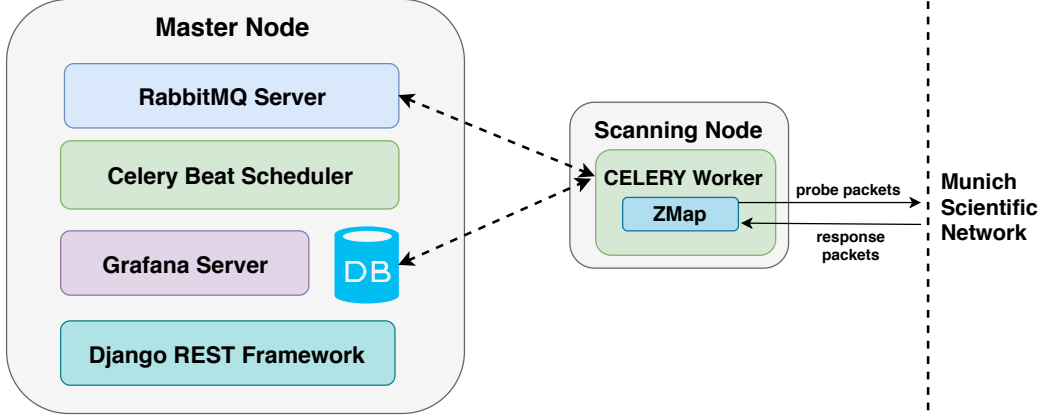 Master Node
RabbitMQ Server
Celery Beat Scheduler
Grafana Server
DB
Django REST Framework
Scanning Node
CELERY Worker
ZMap
probe packets
response
packets
Munich
Scientific
Network